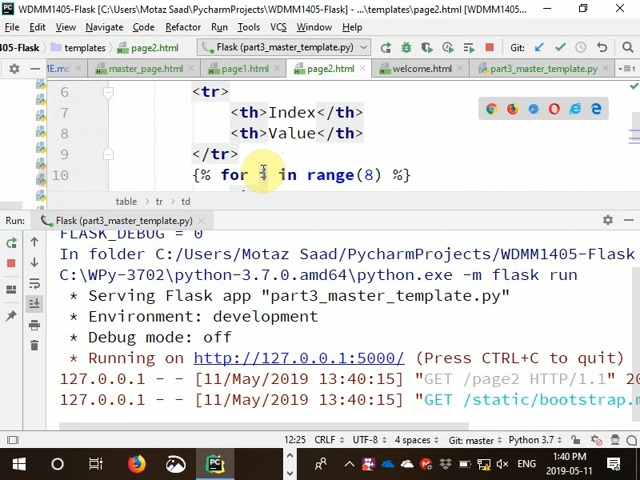 WDMM1405-Flask [C:\Users\Motaz Saad\PycharmProjects\WDMM1405-Flask] - ...\templates\page2.html - ...
File Edit View Navigate Code Refactor Run Tools VCS Window Help
05-Flask templates page2.html Flask (part3_master_template.py) Git:
ME.md master_page.html page1.html page2.html welcome.html part3_master_template.py
6 <tr>
7 <th>Index</th>
8 <th>Value</th>
9 </tr>
10 {% for i in range(8) %}
table tr td
Run: Flask (part3_master_template.py)
FLASK_DEBUG = 0
In folder C:/Users/Motaz Saad/PycharmProjects/WDMM1405-Flask
C:\WPy-3702\python-3.7.0.amd64\python.exe -m flask run
* Serving Flask app "part3_master_template.py"
* Environment: development
* Debug mode: off
* Running on http://127.0.0.1:5000/ (Press CTRL+C to quit)
127.0.0.1 - - [11/May/2019 13:40:15] "GET /page2 HTTP/1.1" 20
127.0.0.1 - - [11/May/2019 13:40:15] "GET /static/bootstrap.m
12:25 CRLF UTF-8 4 spaces Git: master Python 3.7
1:40 PM
2019-05-11